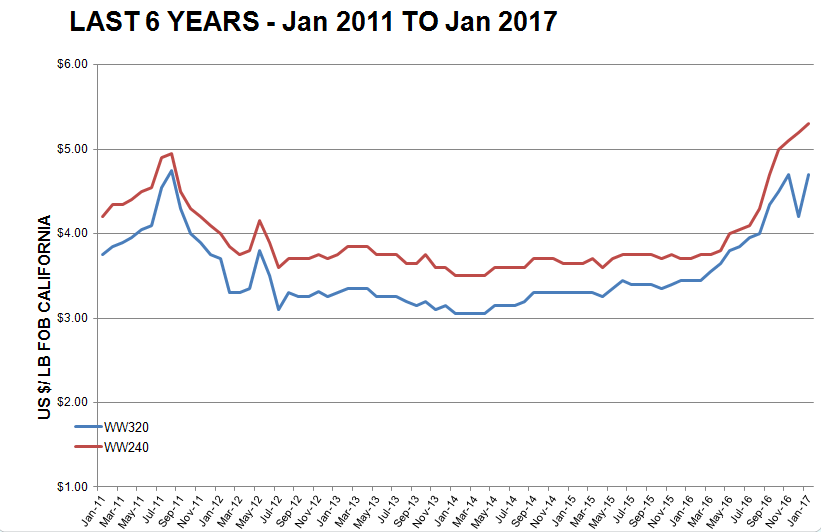 LAST 6 YEARS - Jan 2011 TO Jan 2017
US $/ LB FOB CALIFORNIA
$6.00
$5.00
$4.00
$3.00
$2.00
$1.00
WW320
WW240
Jan-11
Mar-11
May-11
Jul-11
Sep-11
Nov-11
Jan-12
Mar-12
May-12
Jul-12
Sep-12
Nov-12
Jan-13
Mar-13
May-13
Jul-13
Sep-13
Nov-13
Jan-14
Mar-14
May-14
Jul-14
Sep-14
Nov-14
Jan-15
Mar-15
May-15
Jul-15
Sep-15
Nov-15
Jan-16
Mar-16
May-16
Jul-16
Sep-16
Nov-16
Jan-17